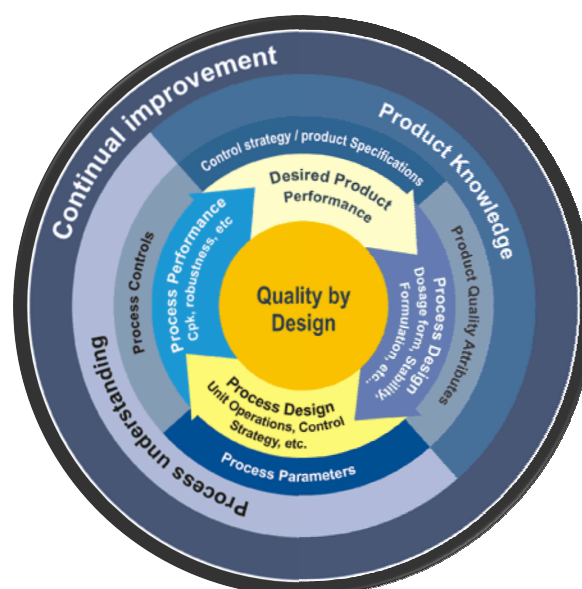 Continual improvement
Product Knowledge
Process understanding
Control strategy / product Specifications
Product Quality Attributes
Process Parameters
Process Controls
Desired Product
Performance
Process Design
Dosage form, Stability,
Formulation, etc..
Process Design
Unit Operations, Control
Strategy, etc.
Process Performance
Cpk, robustness, etc
Quality by
Design